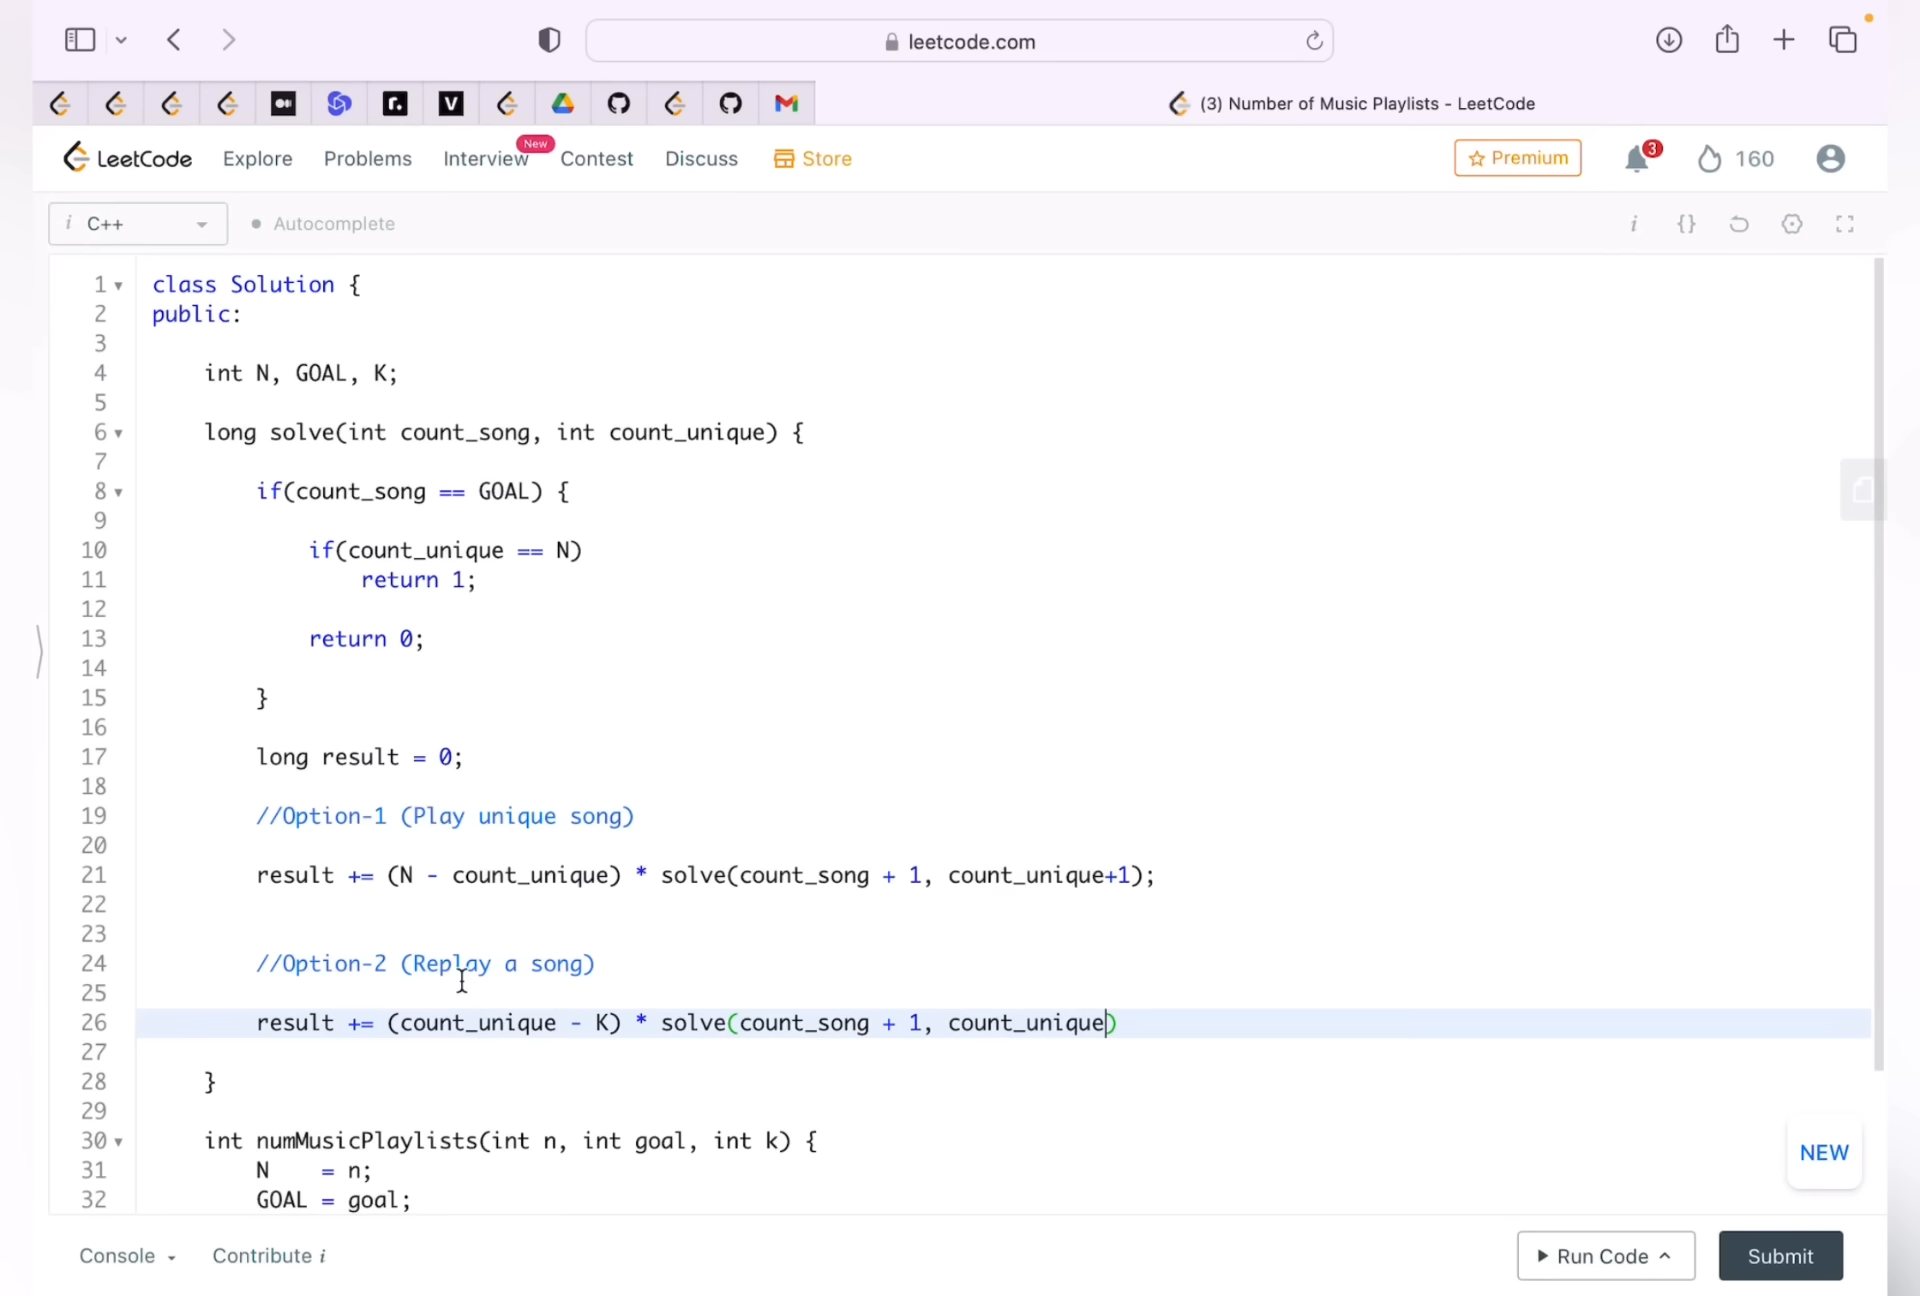 leetcode.com
(3) Number of Music Playlists - LeetCode
LeetCode Explore Problems Interview New Contest Discuss Store Premium 3 160
i C++ Autocomplete i {}
1 class Solution {
2 public:
3
4 int N, GOAL, K;
5
6 long solve(int count_song, int count_unique) {
7
8 if(count_song == GOAL) {
9
10 if(count_unique == N)
11 return 1;
12
13 return 0;
14
15 }
16
17 long result = 0;
18
19 //Option-1 (Play unique song)
20
21 result += (N - count_unique) * solve(count_song + 1, count_unique+1);
22
23
24 //Option-2 (Replay a song)
25
26 result += (count_unique - K) * solve(count_song + 1, count_unique)
27
28 }
29
30 int numMusicPlaylists(int n, int goal, int k) {
31 N = n;
32 GOAL = goal;
NEW
Console Contribute i Run Code Submit